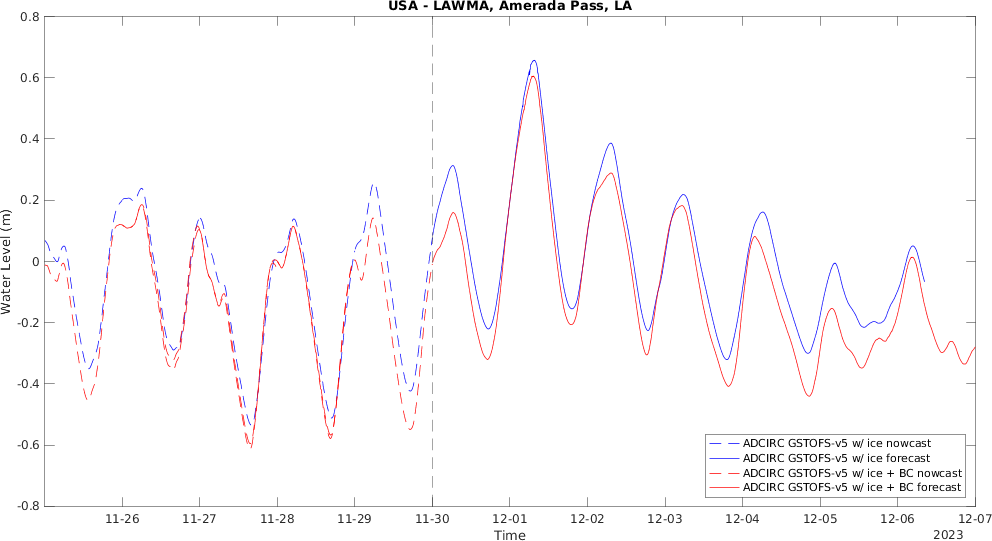 USA - LAWMA, Amerada Pass, LA
Water Level (m)
0.8
0.6
0.4
0.2
0
-0.2
-0.4
-0.6
-0.8
ADCIRC GSTOFS-v5 w/ ice nowcast
ADCIRC GSTOFS-v5 w/ ice forecast
ADCIRC GSTOFS-v5 w/ ice + BC nowcast
ADCIRC GSTOFS-v5 w/ ice + BC forecast
11-26 11-27 11-28 11-29 11-30 12-01 12-02 12-03 12-04 12-05 12-06 12-07
Time
2023